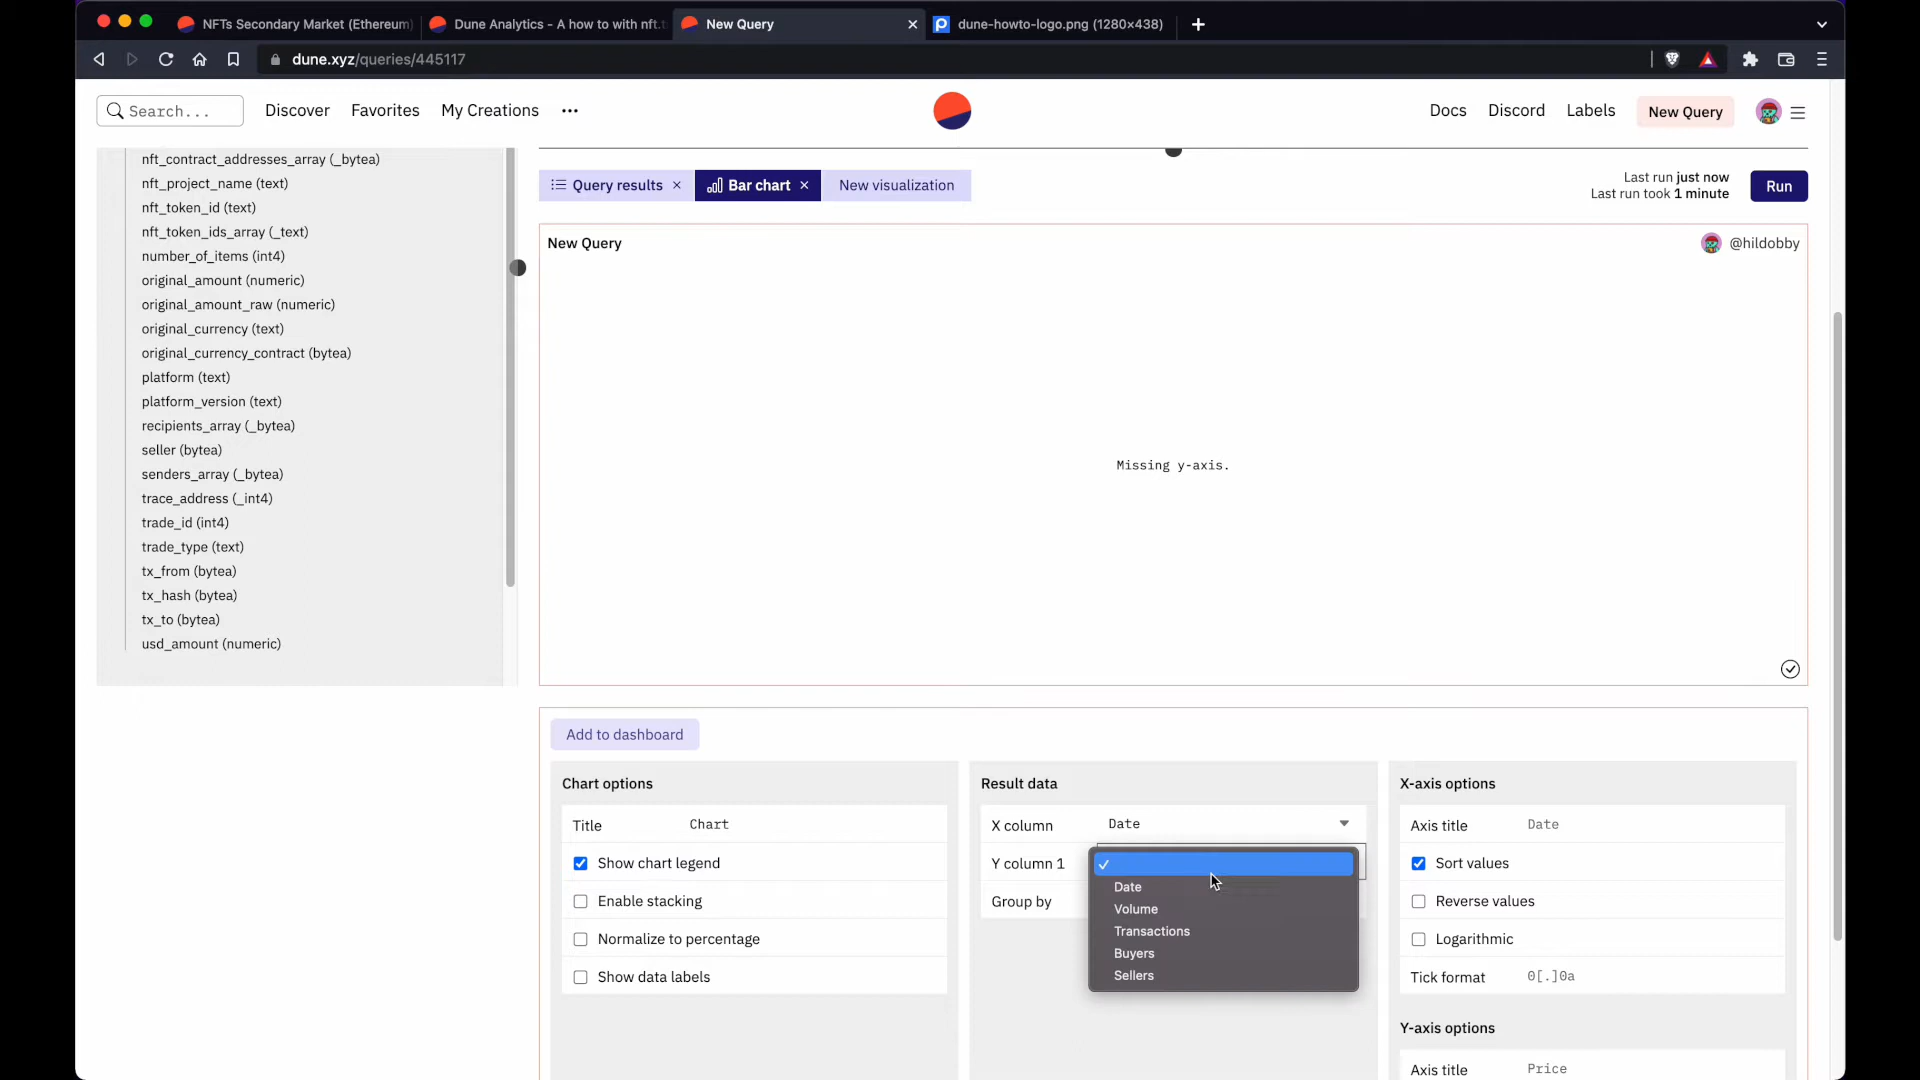 NFTs Secondary Market (Ethereum)
Dune Analytics - A how to with nft.t
New Query
dune-howto-logo.png (1280×438)
dune.xyz/queries/445117
Search...
Discover
Favorites
My Creations
Docs
Discord
Labels
New Query
nft_contract_addresses_array (_bytea)
nft_project_name (text)
nft_token_id (text)
nft_token_ids_array (_text)
number_of_items (int4)
original_amount (numeric)
original_amount_raw (numeric)
original_currency (text)
original_currency_contract (bytea)
platform (text)
platform_version (text)
recipients_array (_bytea)
seller (bytea)
senders_array (_bytea)
trace_address (_int4)
trade_id (int4)
trade_type (text)
tx_from (bytea)
tx_hash (bytea)
tx_to (bytea)
usd_amount (numeric)
Query results
Bar chart
New visualization
Last run just now
Last run took 1 minute
Run
New Query
@hildobby
Missing y-axis.
Add to dashboard
Chart options
Title Chart
Show chart legend
Enable stacking
Normalize to percentage
Show data labels
Result data
X column Date
Y column 1
Group by
Date
Volume
Transactions
Buyers
Sellers
X-axis options
Axis title Date
Sort values
Reverse values
Logarithmic
Tick format 0[.]0a
Y-axis options
Axis title Price